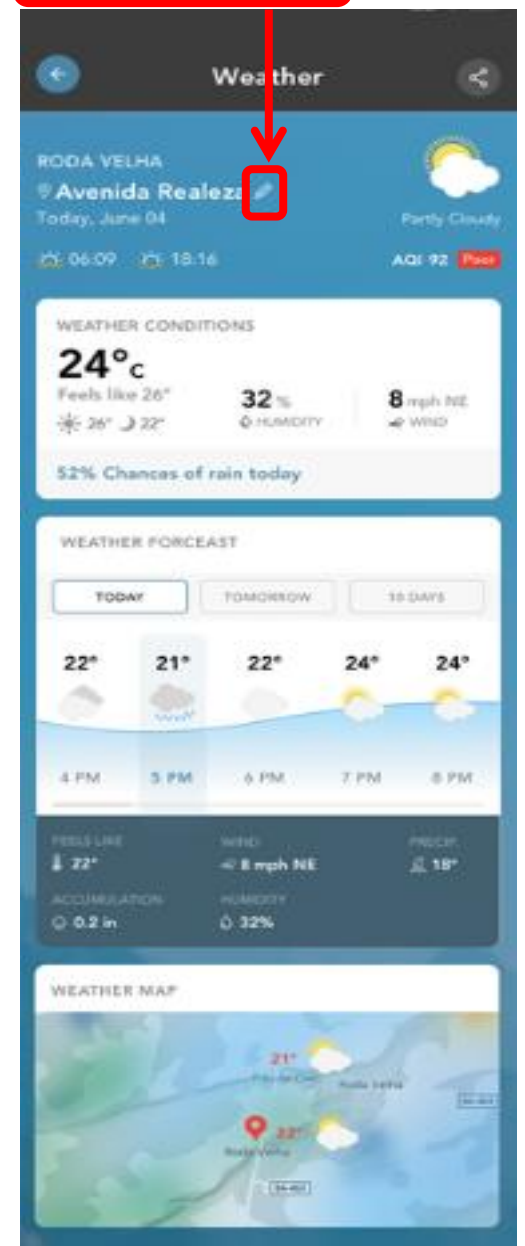 Weather
RODA VELHA
Avenida Realeza
Today, June 04
Partly Cloudy
06:09 18:16
AQI 92 Poor
WEATHER CONDITIONS
24°c
Feels like 26°
26° 22°
32 %
HUMIDITY
8 mph NE
WIND
52% Chances of rain today
WEATHER FORCEAST
TODAY TOMORROW 10 DAYS
22° 21° 22° 24° 24°
4 PM 5 PM 6 PM 7 PM 8 PM
FEELS LIKE WIND PRECIP.
22° 8 mph NE 18°
ACCUMULATION HUMIDITY
0.2 in 32%
WEATHER MAP
21°
Roda Velha
22°
Roda Velha